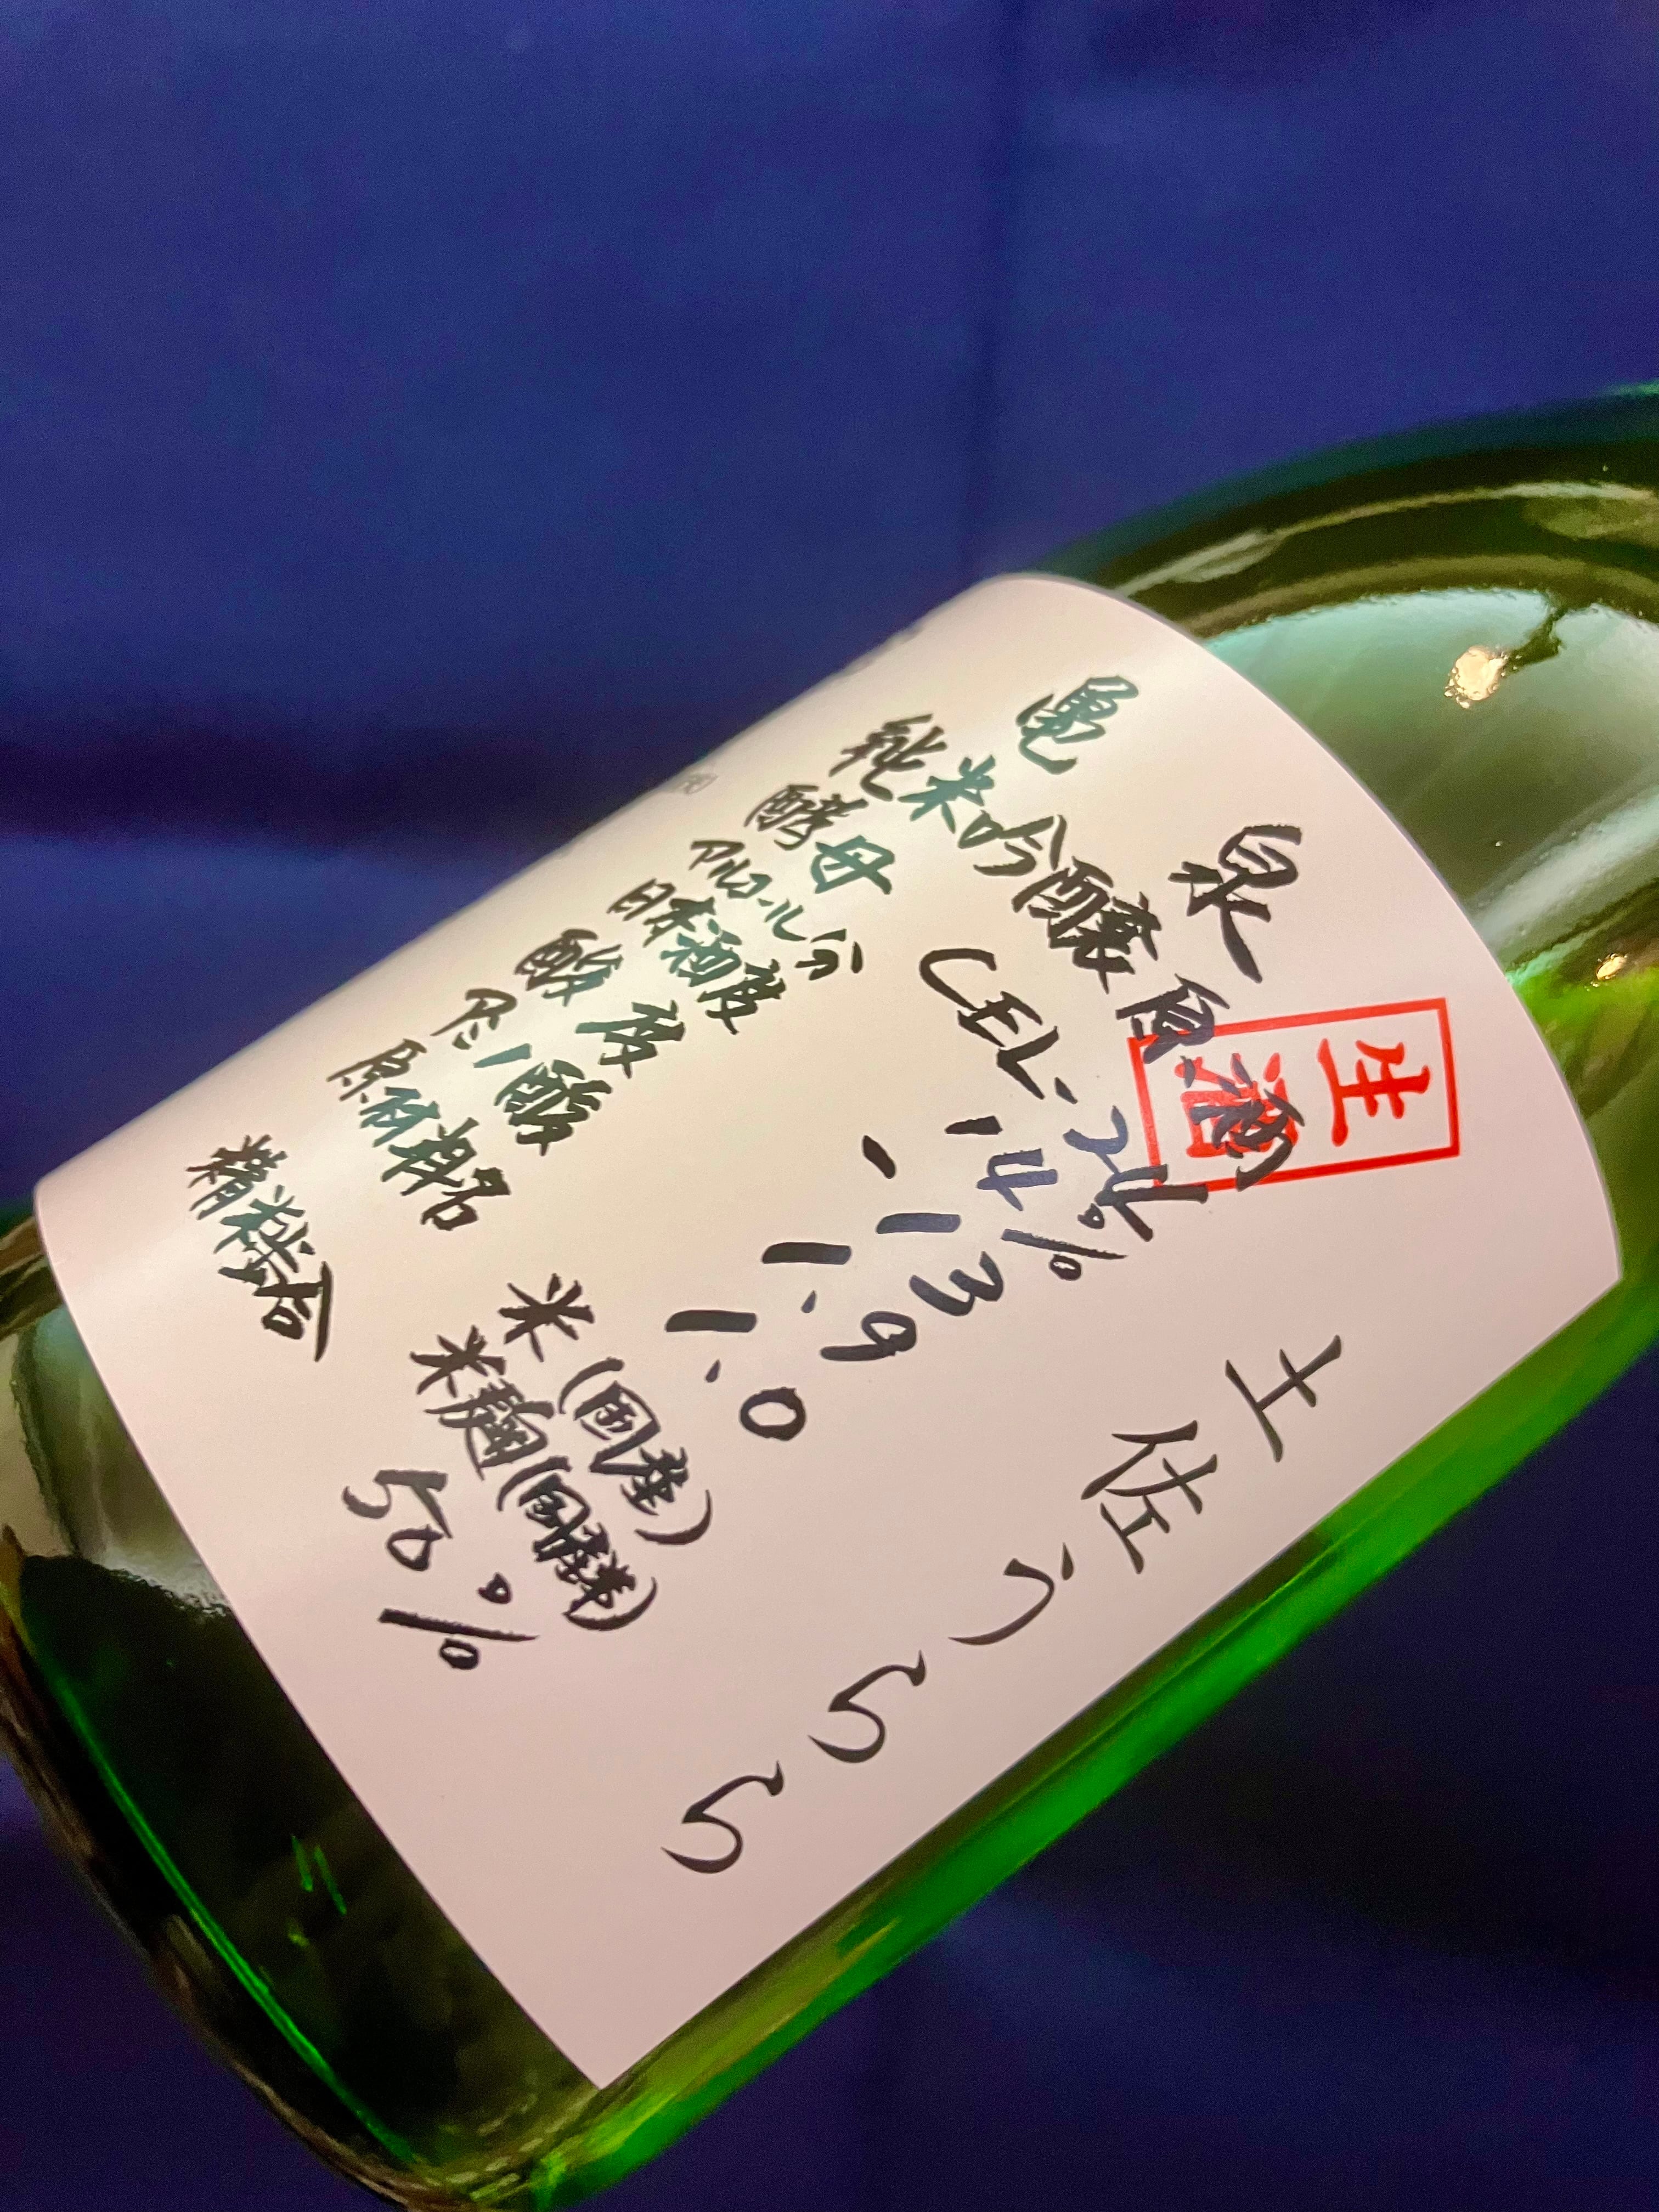 亀泉
生酒
純米吟醸原酒
酵母 CEL-24
アルコール分 14%
日本酒度 -13
酸度 1.9
アミノ酸 1.0
原材料名 米(国産)
米麹(国産米)
精米歩合 50%
土佐うらら